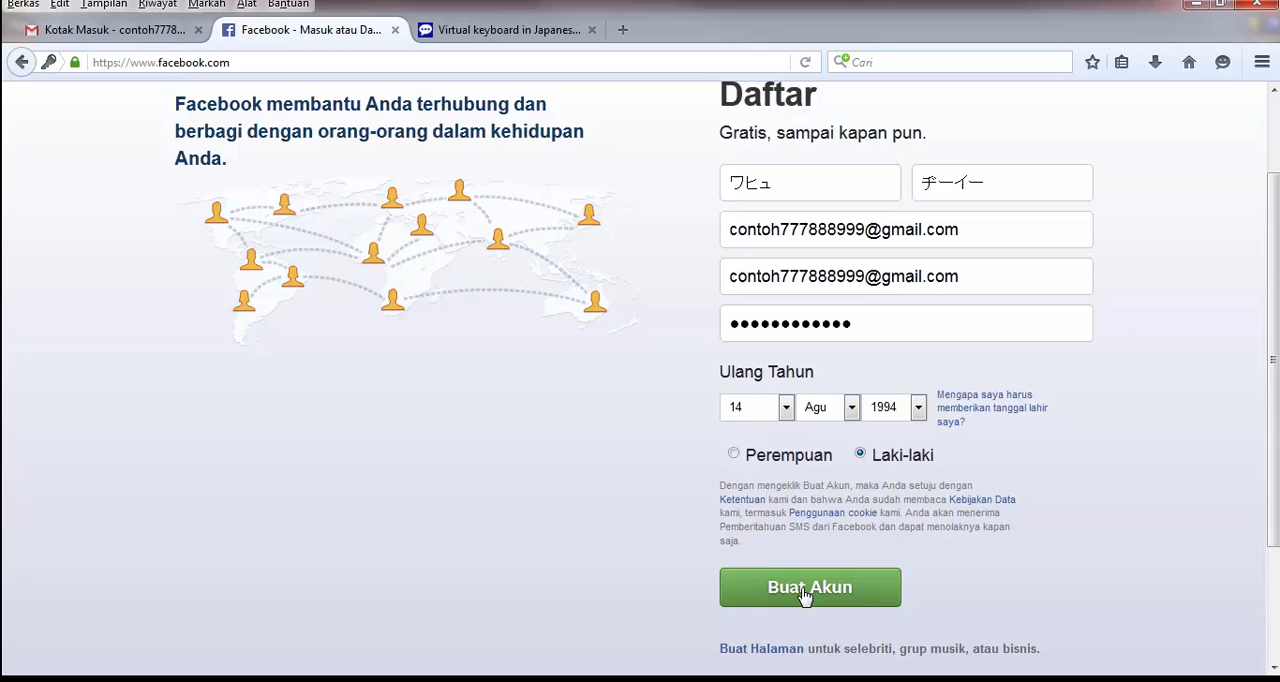 Berkas Edit Tampilan Riwayat Markah Alat Bantuan
Kotak Masuk - contoh7778... Facebook - Masuk atau Da... Virtual keyboard in Japanes...
https://www.facebook.com Cari
Facebook membantu Anda terhubung dan
berbagi dengan orang-orang dalam kehidupan
Anda.
Daftar
Gratis, sampai kapan pun.
ワヒュ ヂーイー
contoh777888999@gmail.com
contoh777888999@gmail.com
••••••••••••
Ulang Tahun
14 Agu 1994
Mengapa saya harus
memberikan tanggal lahir
saya?
Perempuan Laki-laki
Dengan mengeklik Buat Akun, maka Anda setuju dengan
Ketentuan kami dan bahwa Anda sudah membaca Kebijakan Data
kami, termasuk Penggunaan cookie kami. Anda akan menerima
Pemberitahuan SMS dari Facebook dan dapat menolaknya kapan
saja.
Buat Akun
Buat Halaman untuk selebriti, grup musik, atau bisnis.